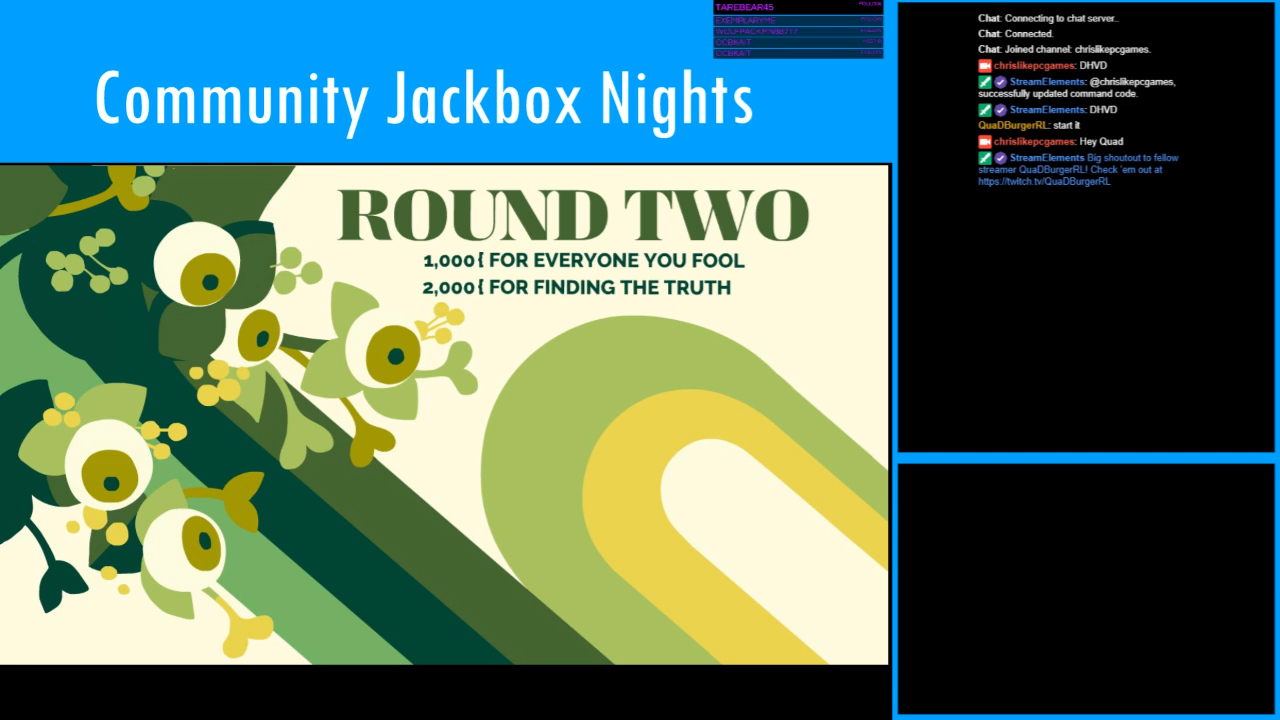 TAREBEAR45
EXEMPLARYME
CCBKAIT
CCBKAIT
Community Jackbox Nights
ROUND TWO
1,000{ FOR EVERYONE YOU FOOL
2,000{ FOR FINDING THE TRUTH
Chat: Connecting to chat server..
Chat: Connected.
Chat: Joined channel: chrislikepcgames.
chrislikepcgames: DHVD
StreamElements: @chrislikepcgames,
successfully updated command code.
StreamElements: DHVD
QuaDBurgerRL: start it
chrislikepcgames: Hey Quad
StreamElements Big shoutout to fellow
streamer QuaDBurgerRL! Check 'em out at
https://twitch.tv/QuaDBurgerRL